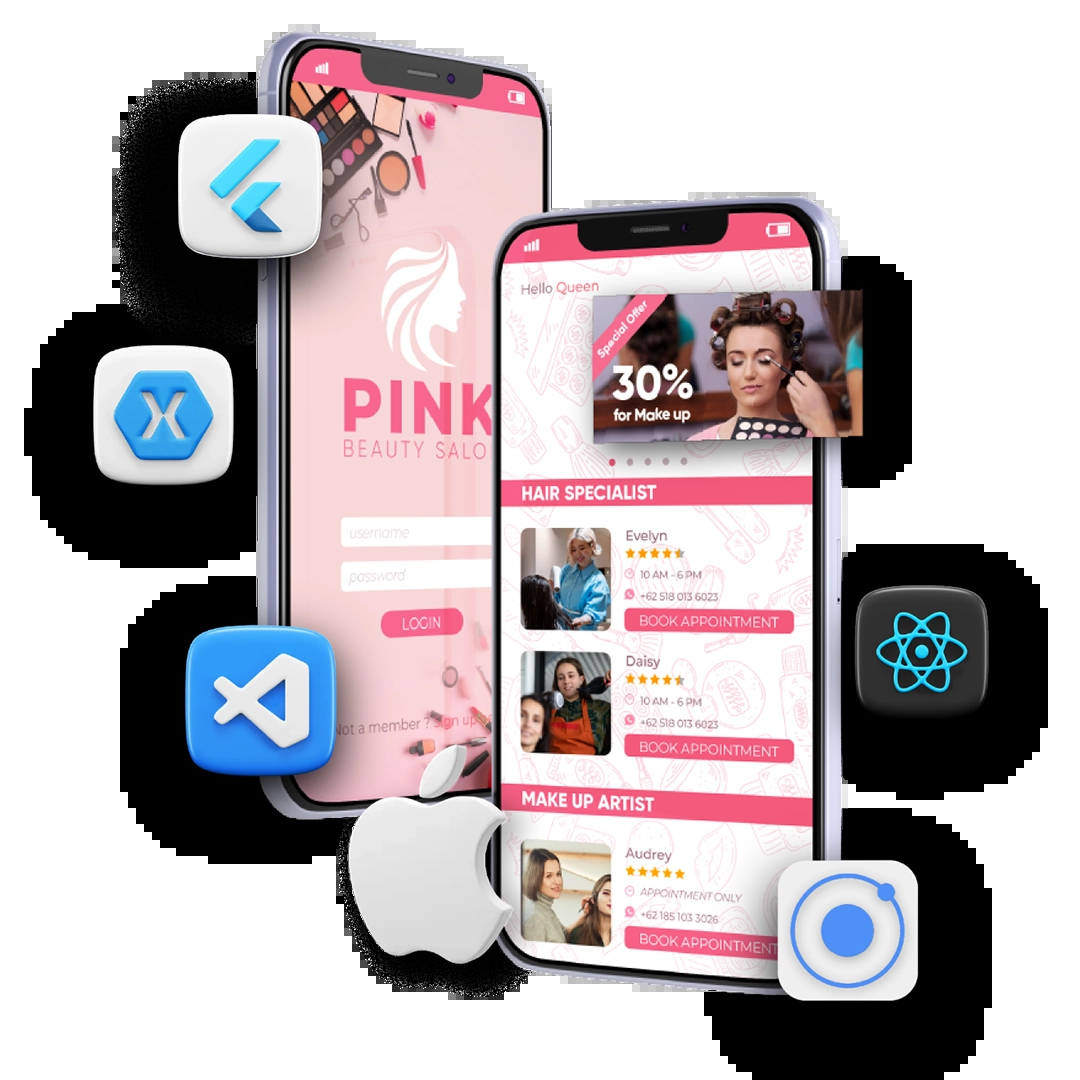 PINK
BEAUTY SALO
username
password
LOGIN
Not a member ? Sign up
Hello Queen
Special Offer
30%
for Make up
HAIR SPECIALIST
Evelyn
10 AM - 6 PM
+62 518 013 6023
BOOK APPOINTMENT
Daisy
10 AM - 6 PM
+62 518 013 6023
BOOK APPOINTMENT
MAKE UP ARTIST
Audrey
APPOINTMENT ONLY
+62 185 103 3026
BOOK APPOINTMENT